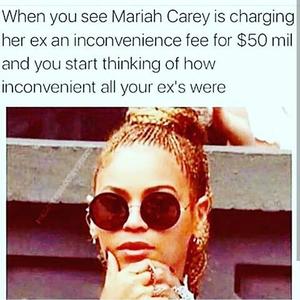 When you see Mariah Carey is charging
her ex an inconvenience fee for $50 mil
and you start thinking of how
inconvenient all your ex's were